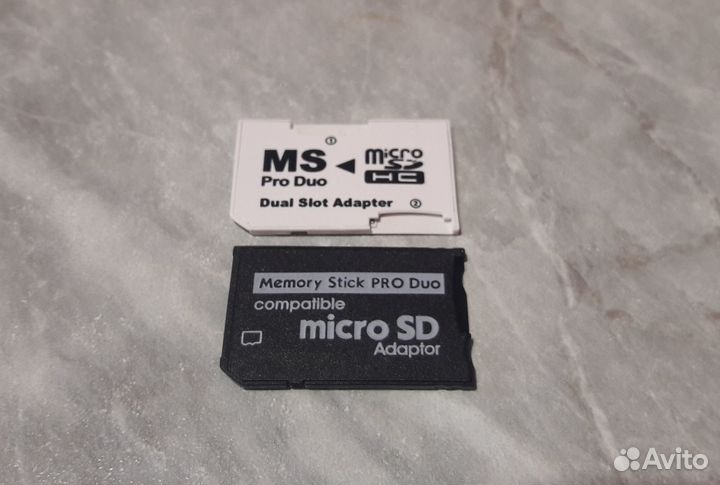 ①
MS ◄ micro SD HC
Pro Duo
Dual Slot Adapter ②
Memory Stick PRO Duo
compatible
micro SD
Adaptor
Avito